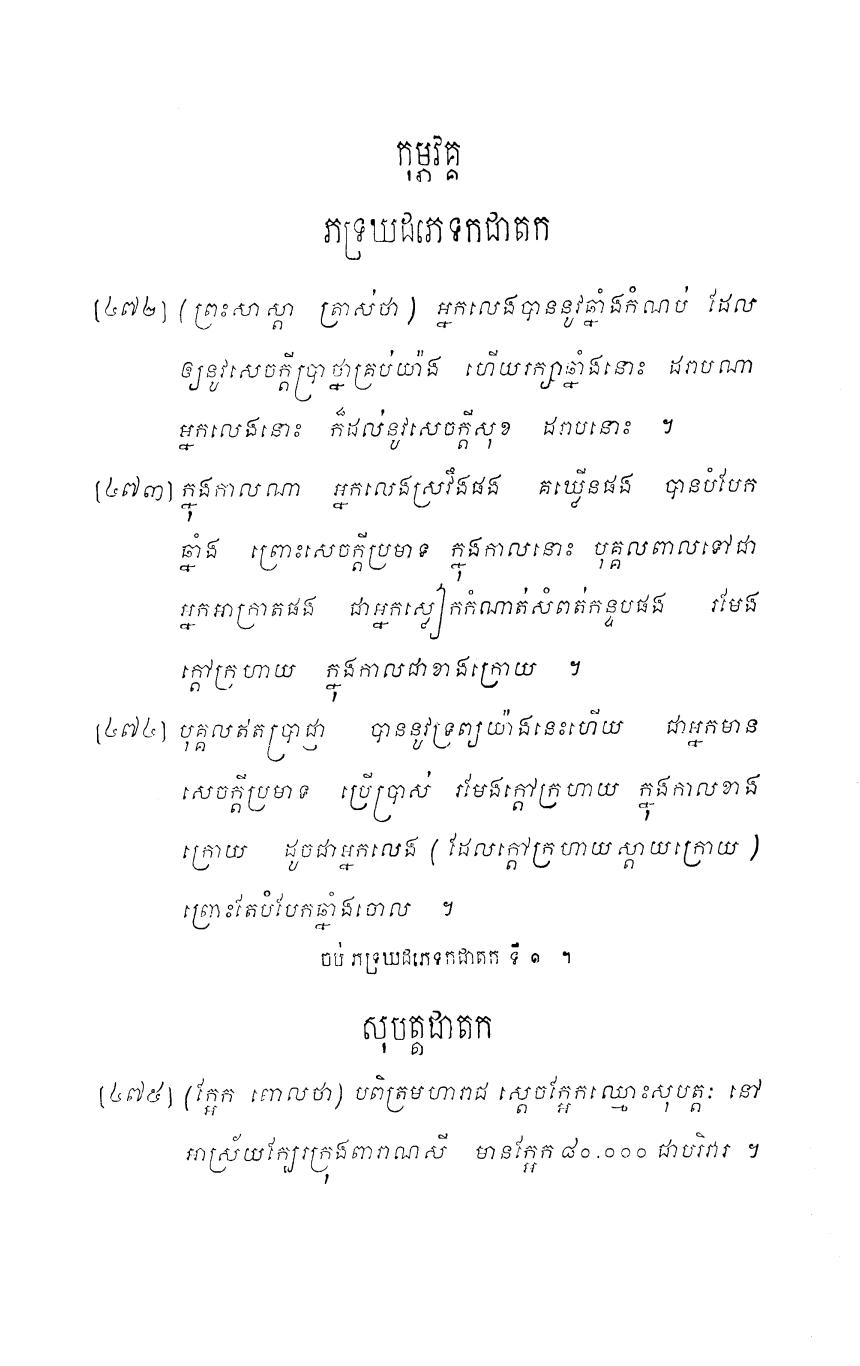 កុម្ភវគ្គ
ភទ្រឃដភេទកជាតក
[៤៧២] (ព្រះសាស្តា ត្រាស់ថា) អ្នកលេងបាននូវឆ្នាំងកំណប់ ដែល
ឲ្យនូវសេចក្តីប្រាថ្នាគ្រប់យ៉ាង ហើយរក្សាឆ្នាំងនោះ ដរាបណា
អ្នកលេងនោះ ក៏ដល់នូវសេចក្តីសុខ ដរាបនោះ ។
[៤៧៣] ក្នុងកាលណា អ្នកលេងស្រវឹងផង គឃ្លើនផង បានបំបែក
ឆ្នាំង ព្រោះសេចក្តីប្រមាទ ក្នុងកាលនោះ បុគ្គលពាលទៅជា
អ្នកអាក្រាតផង ជាអ្នកស្លៀកកំណាត់សំពត់កន្ទបផង រមែង
ក្តៅក្រហាយ ក្នុងកាលជាខាងក្រោយ ។
[៤៧៤] បុគ្គលឥតប្រាជ្ញា បាននូវទ្រព្យយ៉ាងនេះហើយ ជាអ្នកមាន
សេចក្តីប្រមាទ ប្រើប្រាស់ រមែងក្តៅក្រហាយ ក្នុងកាលខាង
ក្រោយ ដូចជាអ្នកលេង (ដែលក្តៅក្រហាយស្តាយក្រោយ)
ព្រោះតែបំបែកឆ្នាំងចោល ។
ចប់ ភទ្រឃដភេទកជាតក ទី ១ ។
សុបត្តជាតក
[៤៧៥] (ក្អែក ពោលថា) បពិត្រមហារាជ ស្តេចក្អែកឈ្មោះសុបត្តៈ នៅ
អាស្រ័យក្បែរក្រុងពារាណសី មានក្អែក ៨០.០០០ ជាបរិវារ ។